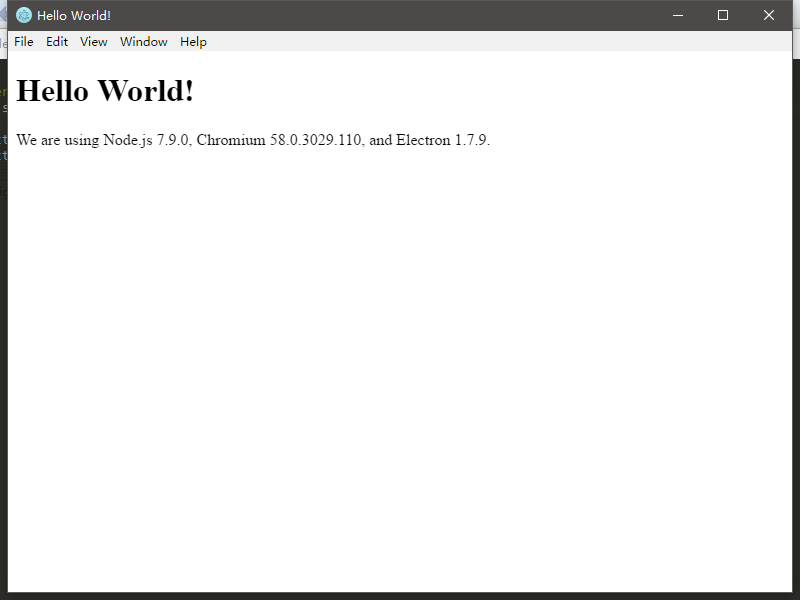 Hello World!
File Edit View Window Help
Hello World!
We are using Node.js 7.9.0, Chromium 58.0.3029.110, and Electron 1.7.9.